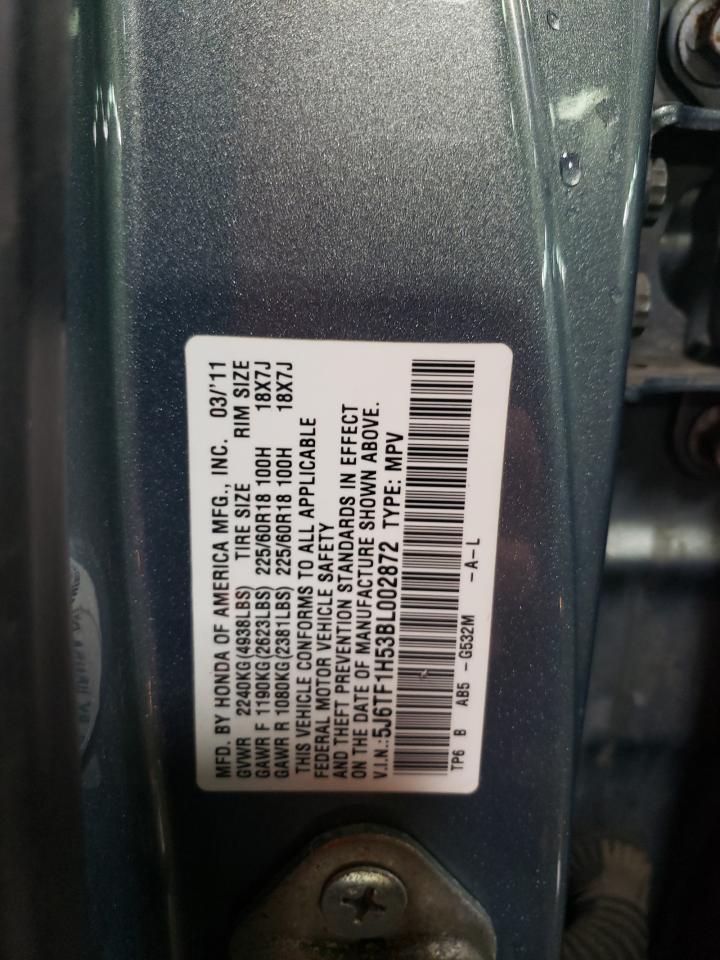 MFD. BY HONDA OF AMERICA MFG., INC. 03/'11
GVWR 2240KG(4938LBS) TIRE SIZE RIM SIZE
GAWR F 1190KG(2623LBS) 225/60R18 100H 18X7J
GAWR R 1080KG(2381LBS) 225/60R18 100H 18X7J
THIS VEHICLE CONFORMS TO ALL APPLICABLE
FEDERAL MOTOR VEHICLE SAFETY
AND THEFT PREVENTION STANDARDS IN EFFECT
ON THE DATE OF MANUFACTURE SHOWN ABOVE.
V.I.N.:5J6TF1H53BL002872 TYPE: MPV
TP6 B AB5 -G532M -A-L